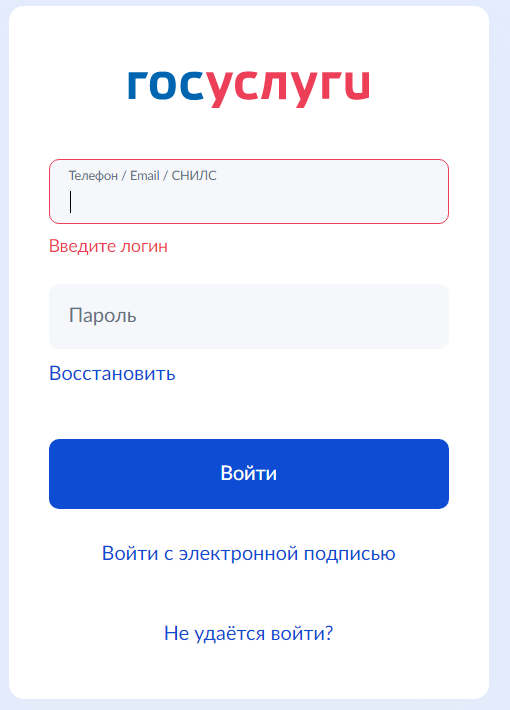 госуслуги
Телефон / Email / СНИЛС
Введите логин
Пароль
Восстановить
Войти
Войти с электронной подписью
Не удаётся войти?